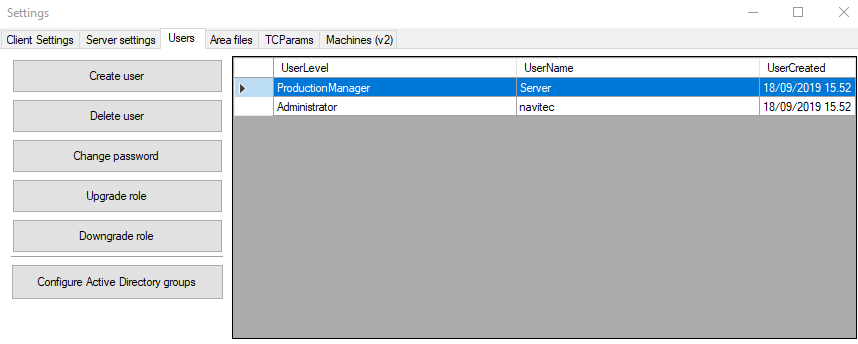 Settings
Client Settings Server settings Users Area files TCParams Machines (v2)
Create user
Delete user
Change password
Upgrade role
Downgrade role
Configure Active Directory groups
UserLevel UserName UserCreated
ProductionManager Server 18/09/2019 15.52
Administrator navitec 18/09/2019 15.52